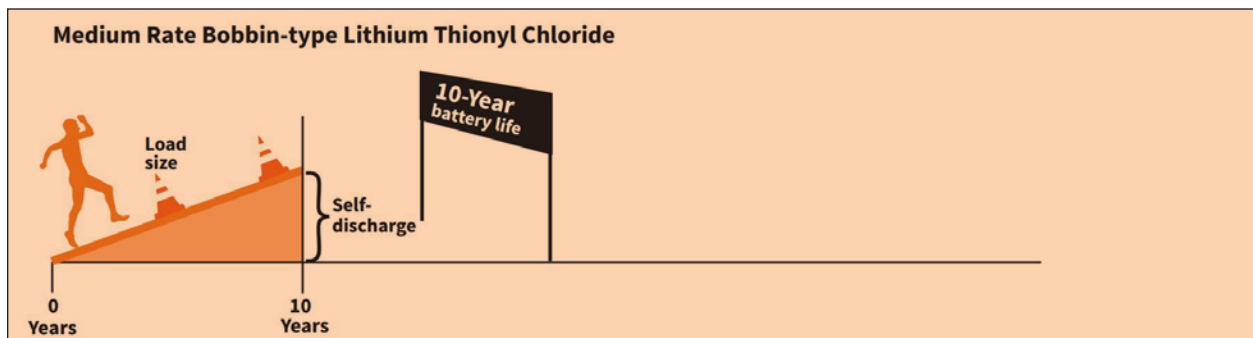 Medium Rate Bobbin-type Lithium Thionyl Chloride
10-Year
battery life
Load
size
Self-
discharge
0
Years
10
Years